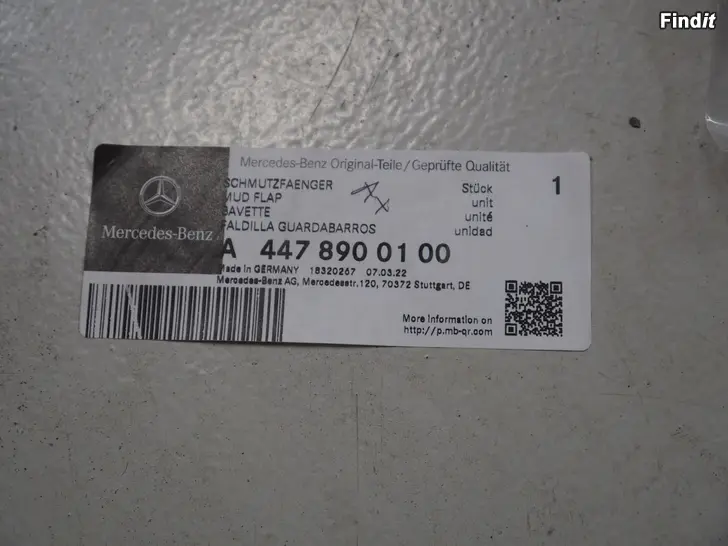 Findit
Mercedes-Benz Original-Teile/Geprüfte Qualität
SCHMUTZFAENGER Stück 1
MUD FLAP unit
BAVETTE unité
FALDILLA GUARDABARROS unidad
Mercedes-Benz
A 447 890 01 00
Made in GERMANY 18320267 07.03.22
Mercedes-Benz AG, Mercedesstr.120, 70372 Stuttgart, DE
More information on
http://p.mb-qr.com